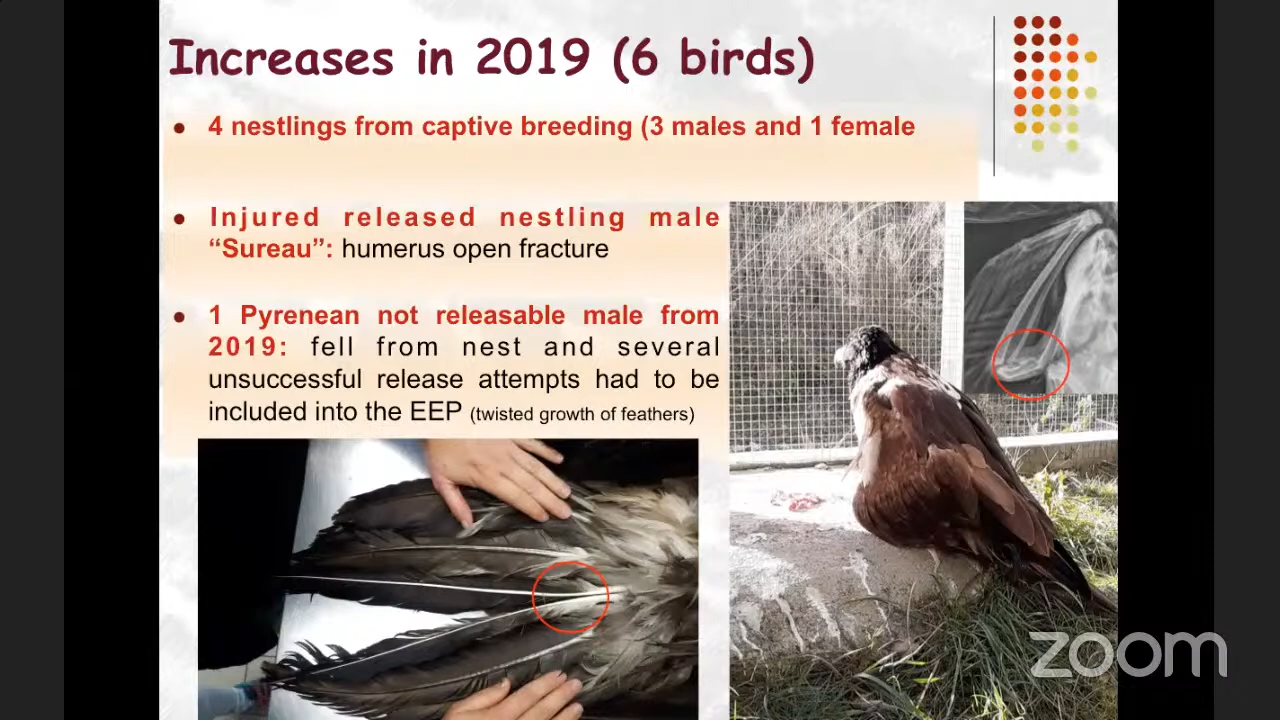 Increases in 2019 (6 birds)
4 nestlings from captive breeding (3 males and 1 female
Injured released nestling male
“Sureau”: humerus open fracture
1 Pyrenean not releasable male from
2019: fell from nest and several
unsuccessful release attempts had to be
included into the EEP (twisted growth of feathers)
zoom